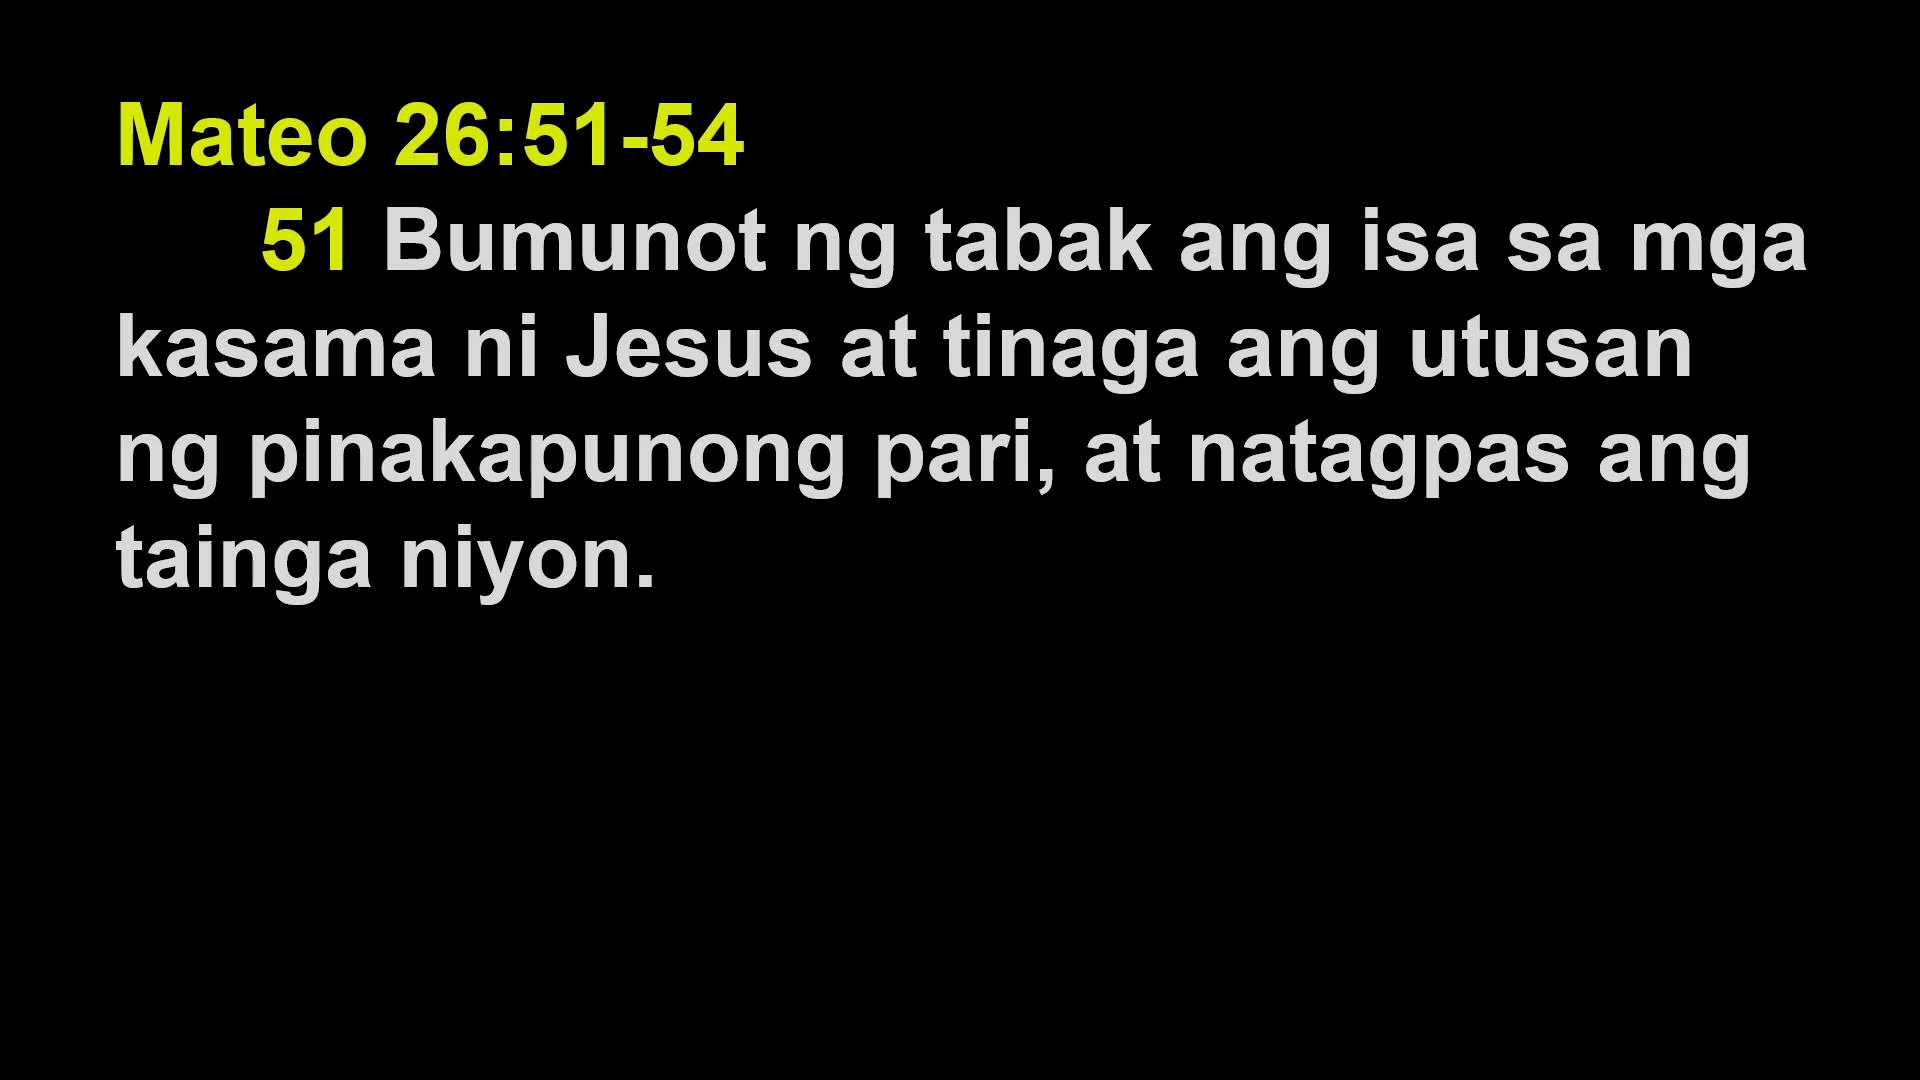 Mateo 26:51-54
51 Bumunot ng tabak ang isa sa mga
kasama ni Jesus at tinaga ang utusan
ng pinakapunong pari, at natagpas ang
tainga niyon.